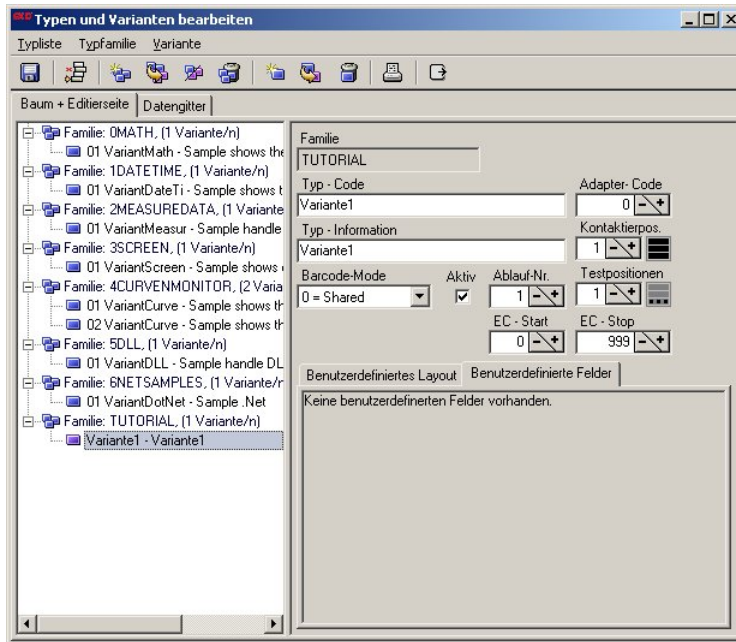 Typen und Varianten bearbeiten
Typliste Typfamilie Variante
Baum + Editierseite Datengitter
Familie: 0MATH, (1 Variante/n)
01 VariantMath - Sample shows the
Familie: 1DATETIME, (1 Variante/n)
01 VariantDateTi - Sample shows t
Familie: 2MEASUREDATA, (1 Variante
01 VariantMeasur - Sample handle
Familie: 3SCREEN, (1 Variante/n)
01 VariantScreen - Sample shows
Familie: 4CURVENMONITOR, (2 Varia
01 VariantCurve - Sample shows th
02 VariantCurve - Sample shows th
Familie: 5DLL, (1 Variante/n)
01 VariantDLL - Sample handle DL
Familie: 6NETSAMPLES, (1 Variante/r
01 VariantDotNet - Sample .Net
Familie: TUTORIAL, (1 Variante/n)
Variante1 - Variante1
Familie
TUTORIAL
Typ - Code Adapter- Code
Variante1 0
Typ - Information Kontaktierpos.
Variante1 1
Barcode-Mode Aktiv Ablauf-Nr. Testpositionen
0 = Shared 1 1
EC - Start EC - Stop
0 999
Benutzerdefiniertes Layout Benutzerdefinierte Felder
Keine benutzerdefinerten Felder vorhanden.